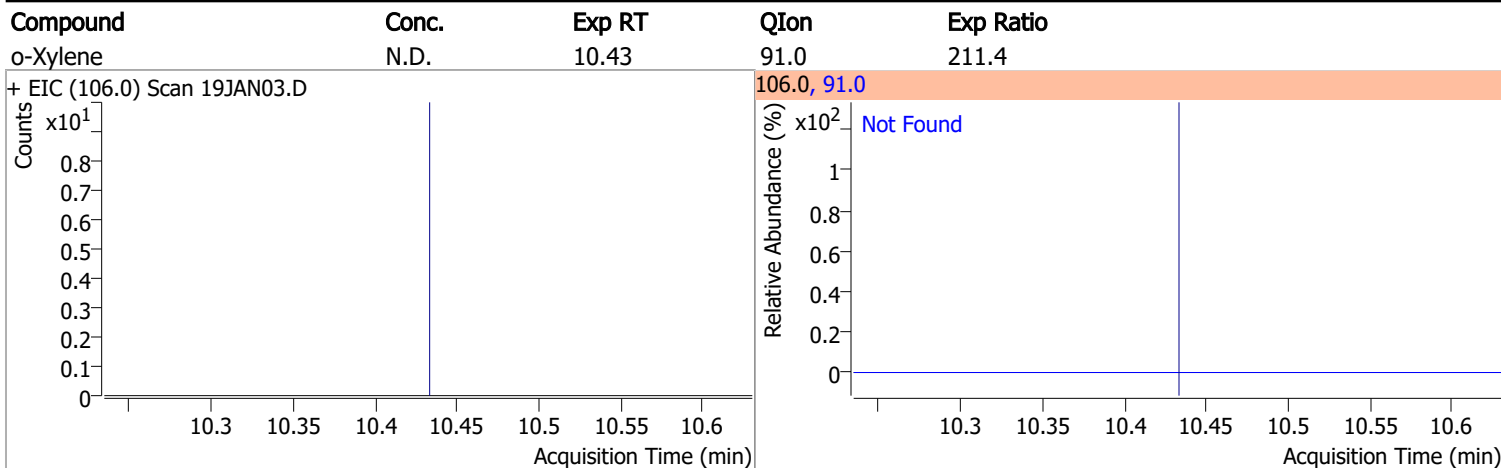 Compound Conc. Exp RT QIon Exp Ratio
o-Xylene N.D. 10.43 91.0 211.4
+ EIC (106.0) Scan 19JAN03.D
Counts
x10¹
0.8
0.7
0.6
0.5
0.4
0.3
0.2
0.1
0
10.3 10.35 10.4 10.45 10.5 10.55 10.6
Acquisition Time (min)
106.0, 91.0
Relative Abundance (%)
x10²
Not Found
1
0.8
0.6
0.4
0.2
0
10.3 10.35 10.4 10.45 10.5 10.55 10.6
Acquisition Time (min)